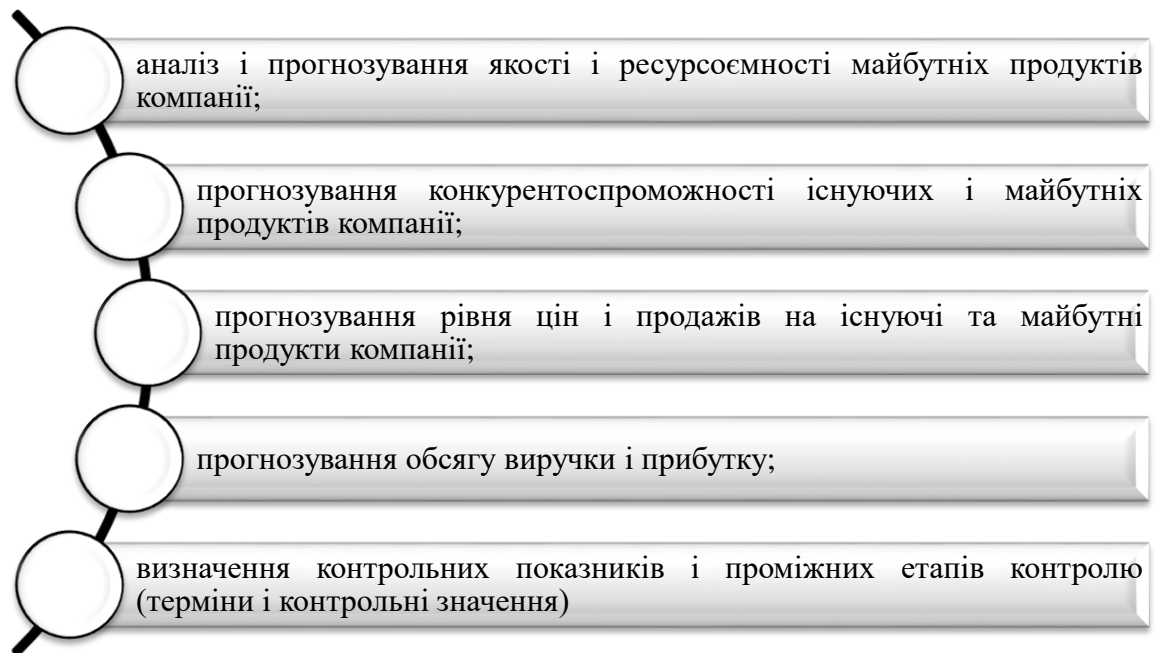 аналіз і прогнозування якості і ресурсоємності майбутніх продуктів
компанії;
прогнозування конкурентоспроможності існуючих і майбутніх
продуктів компанії;
прогнозування рівня цін і продажів на існуючі та майбутні
продукти компанії;
прогнозування обсягу виручки і прибутку;
визначення контрольних показників і проміжних етапів контролю
(терміни і контрольні значення)